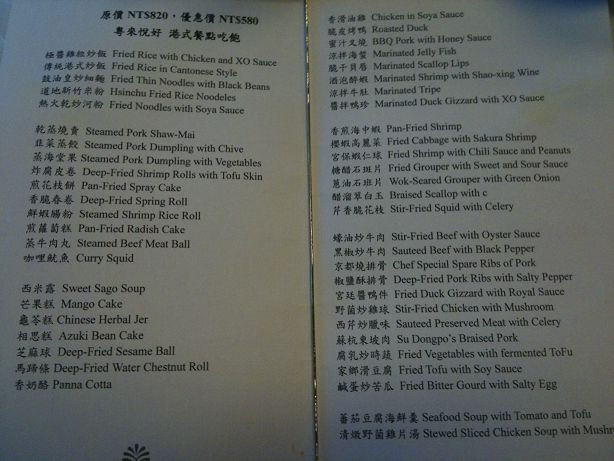 原價 NT$820，優惠價 NT$580
粵來悅好 港式餐點吃飽
極醬雞粒炒飯 Fried Rice with Chicken and XO Sauce
傳統港式炒飯 Fried Rice in Cantonese Style
鼓油皇炒細麵 Fried Thin Noodles with Black Beans
道地新竹米粉 Hsinchu Fried Rice Noodeles
熱火乾炒河粉 Fried Noodles with Soya Sauce
乾蒸燒賣 Steamed Pork Shaw-Mai
韭菜蒸餃 Steamed Pork Dumpling with Chive
蒸海堂果 Steamed Pork Dumpling with Vegetables
炸腐皮卷 Deep-Fried Shrimp Rolls with Tofu Skin
煎花枝餅 Pan-Fried Spray Cake
香脆春卷 Deep-Fried Spring Roll
鮮蝦腸粉 Steamed Shrimp Rice Roll
煎蘿蔔糕 Pan-Fried Radish Cake
蒸牛肉丸 Steamed Beef Meat Ball
咖哩魷魚 Curry Squid
西米露 Sweet Sago Soup
芒果糕 Mango Cake
龜苓糕 Chinese Herbal Jer
相思糕 Azuki Bean Cake
芝麻球 Deep-Fried Sesame Ball
馬蹄條 Deep-Fried Water Chestnut Roll
香奶酪 Panna Cotta
香滑油雞 Chicken in Soya Sauce
脆皮烤鴨 Roasted Duck
蜜汁叉燒 BBQ Pork with Honey Sauce
涼拌海蜇 Marinated Jelly Fish
脆干貝唇 Marinated Scallop Lips
酒泡醉蝦 Marinated Shrimp with Shao-xing Wine
涼拌牛肚 Marinated Tripe
醬拌鴨珍 Marinated Duck Gizzard with XO Sauce
香煎海中蝦 Pan-Fried Shrimp
櫻蝦高麗菜 Fried Cabbage with Sakura Shrimp
宮保蝦仁球 Fried Shrimp with Chili Sauce and Peanuts
糖醋石斑片 Fried Grouper with Sweet and Sour Sauce
蔥油石斑片 Wok-Seared Grouper with Green Onion
醋溜翠白玉 Braised Scallop with c
芹香脆花枝 Stir-Fried Squid with Celery
蠔油炒牛肉 Stir-Fried Beef with Oyster Sauce
黑椒炒牛肉 Sauteed Beef with Black Pepper
京都燒排骨 Chef Special Spare Ribs of Pork
椒鹽酥排骨 Deep-Fried Pork Ribs with Salty Pepper
宮廷醬鴨件 Fried Duck Gizzard with Royal Sauce
野菌炒雞球 Stir-Fried Chicken with Mushroom
西芹炒臘味 Sauteed Preserved Meat with Celery
蘇杭東坡肉 Su Dongpo's Braised Pork
腐乳炒時蔬 Fried Vegetables with fermented ToFu
家鄉滑豆腐 Fried Tofu with Soy Sauce
鹹蛋炒苦瓜 Fried Bitter Gourd with Salty Egg
蕃茄豆腐海鮮羹 Seafood Soup with Tomato and Tofu
清燉野菌雞片湯 Stewed Sliced Chicken Soup with Mushr